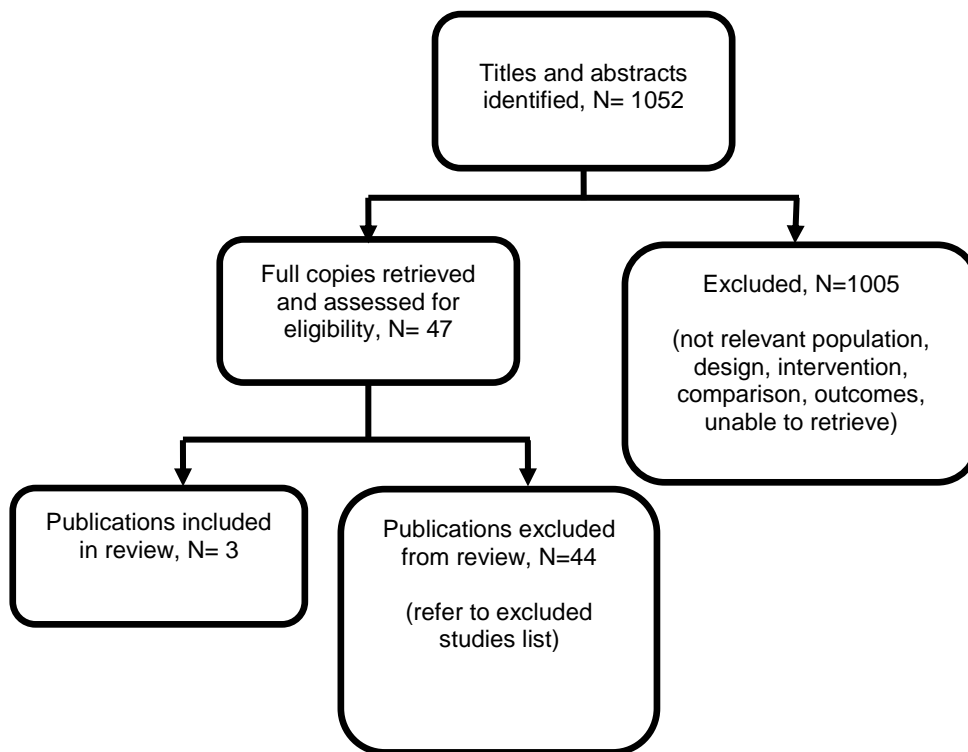 Titles and abstracts
identified, N= 1052
Full copies retrieved
and assessed for
eligibility, N= 47
Excluded, N=1005
(not relevant population,
design, intervention,
comparison, outcomes,
unable to retrieve)
Publications included
in review, N= 3
Publications excluded
from review, N=44
(refer to excluded
studies list)